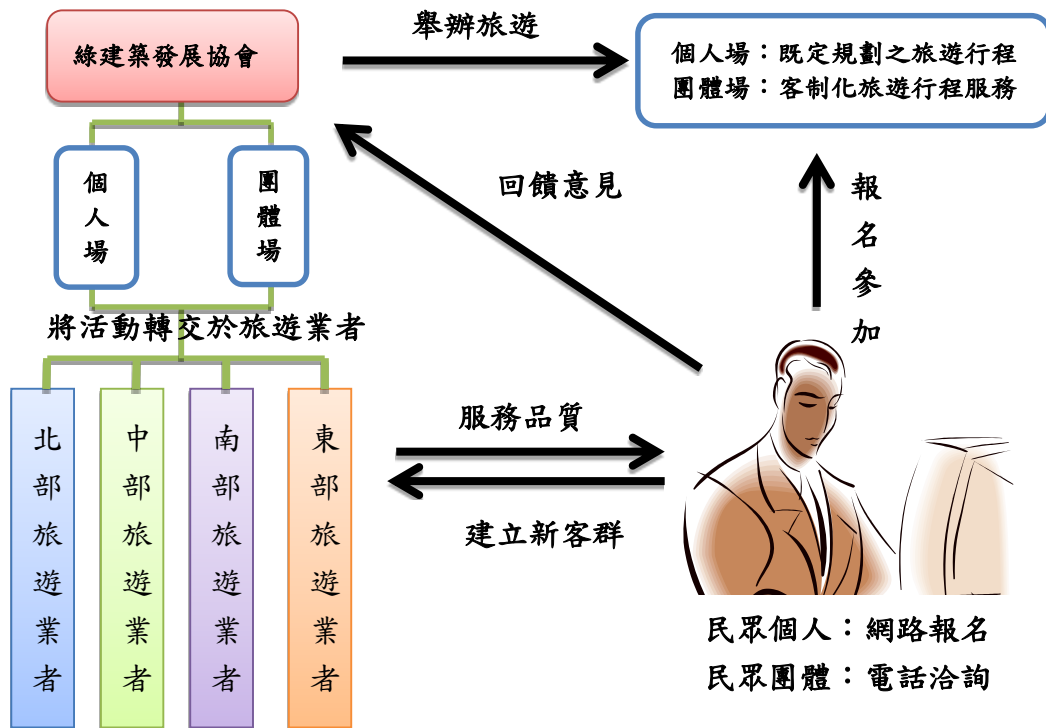 綠建築發展協會
舉辦旅遊
個人場：既定規劃之旅遊行程
團體場：客制化旅遊行程服務
個人場
團體場
回饋意見
報名參加
將活動轉交於旅遊業者
北部旅遊業者
中部旅遊業者
南部旅遊業者
東部旅遊業者
服務品質
建立新客群
民眾個人：網路報名
民眾團體：電話洽詢